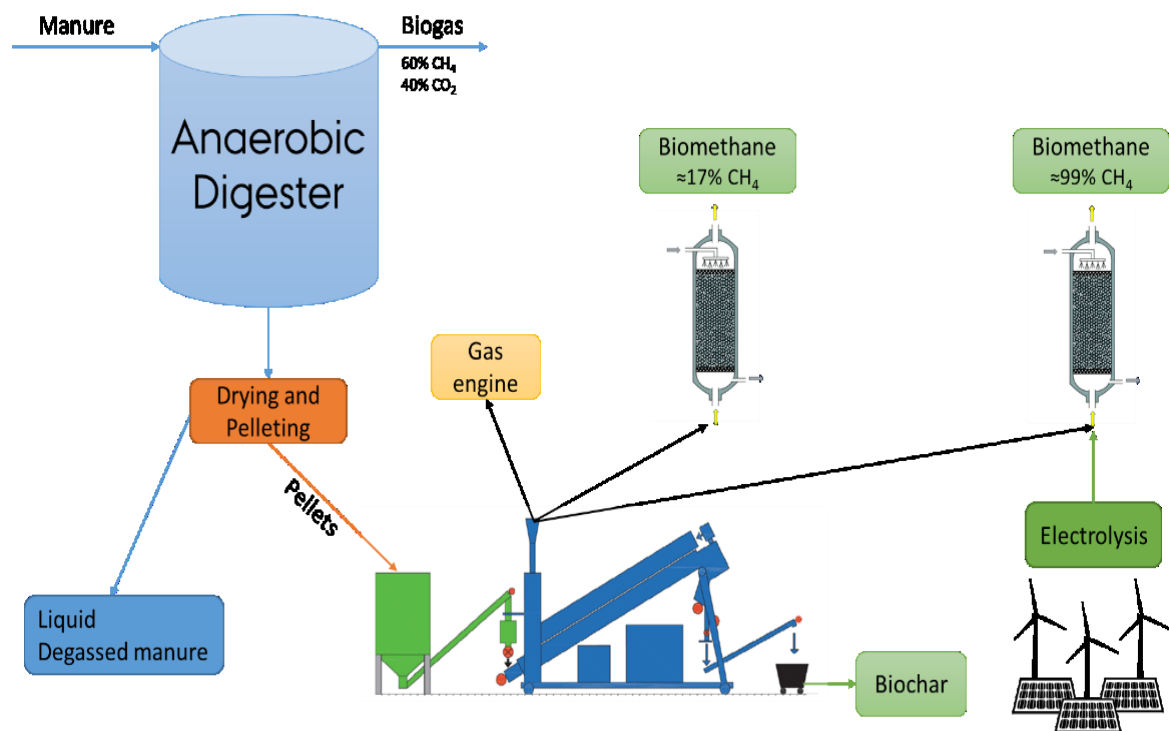 Manure
Biogas
60% CH₄
40% CO₂
Anaerobic
Digester
Biomethane
≈17% CH₄
Biomethane
≈99% CH₄
Gas
engine
Drying and
Pelleting
Pellets
Electrolysis
Liquid
Degassed manure
Biochar